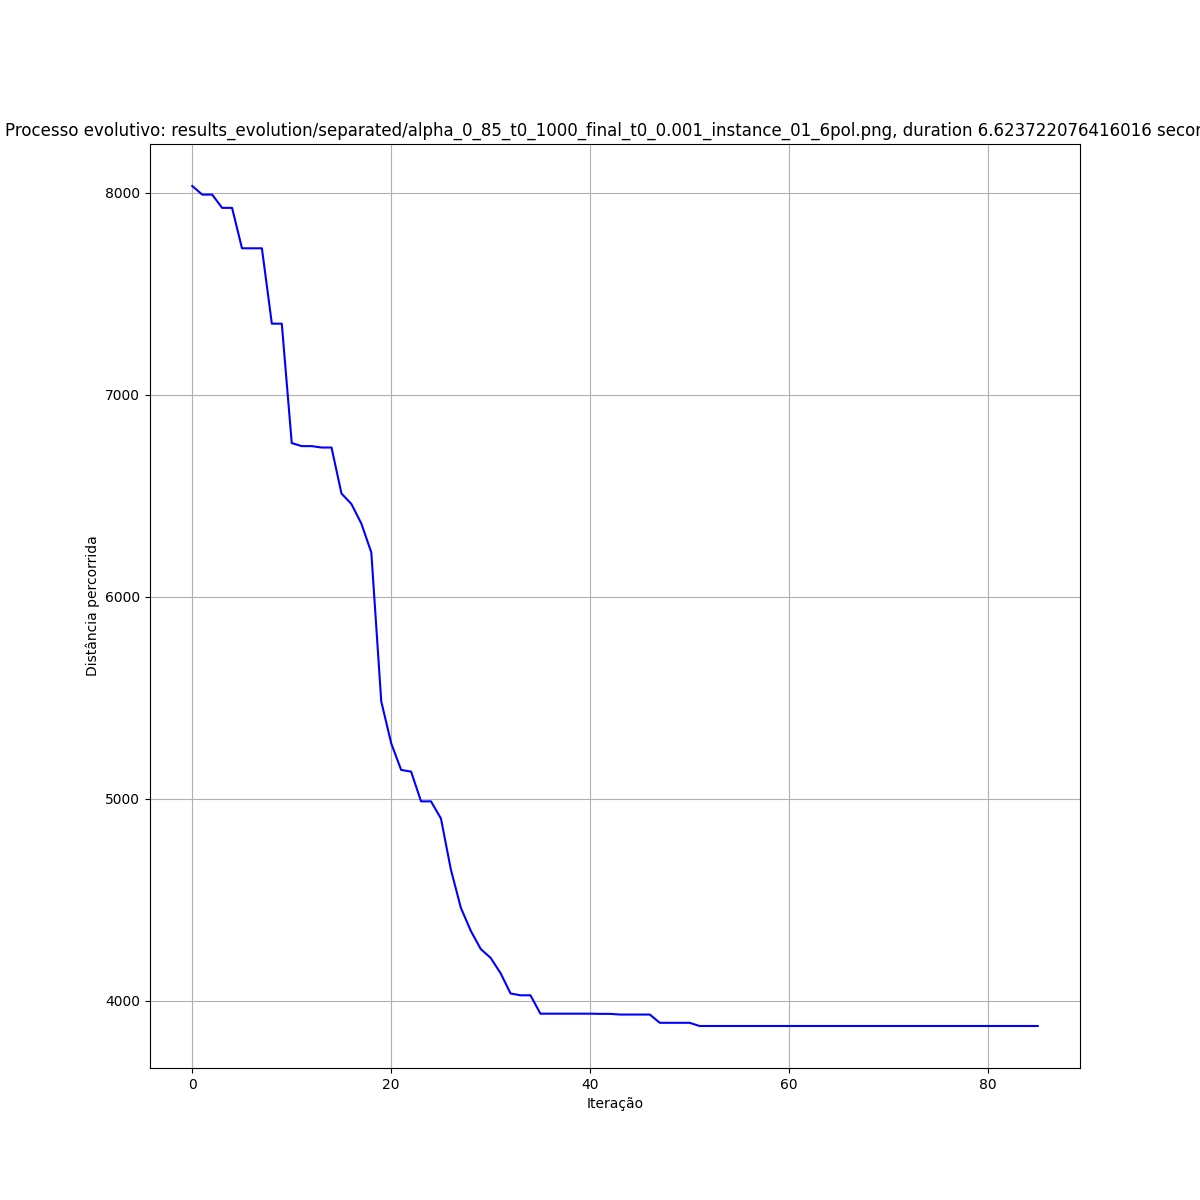 Processo evolutivo: results_evolution/separated/alpha_0_85_t0_1000_final_t0_0.001_instance_01_6pol.png, duration 6.623722076416016
8000
7000
6000
5000
4000
Distância percorrida
0 20 40 60 80
Iteração